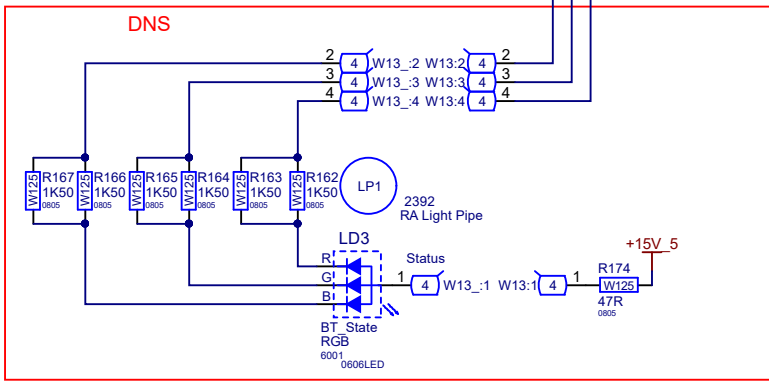 DNS
2 4 W13_:2 W13:2 4 2
3 4 W13_:3 W13:3 4 3
4 4 W13_:4 W13:4 4 4
W125 R167 1K50 0805
W125 R166 1K50 0805
W125 R165 1K50 0805
W125 R164 1K50 0805
W125 R163 1K50 0805
W125 R162 1K50 0805
LP1
2392
RA Light Pipe
LD3
R
G
B
Status
1 4 W13_:1 W13:1 4 1
+15V_5
R174
W125
47R
0805
BT_State
RGB
6001
0606LED